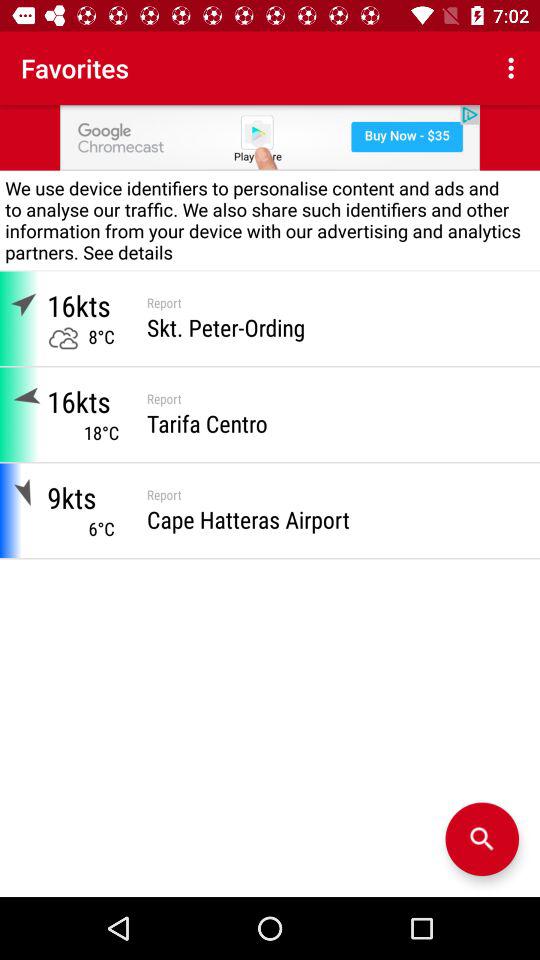 7:02
Favorites
Google
Chromecast
Buy Now - $35
We use device identifiers to personalise content and ads and
to analyse our traffic. We also share such identifiers and other
information from your device with our advertising and analytics
partners. See details
16kts
8°C
Report
Skt. Peter-Ording
16kts
18°C
Report
Tarifa Centro
9kts
6°C
Report
Cape Hatteras Airport